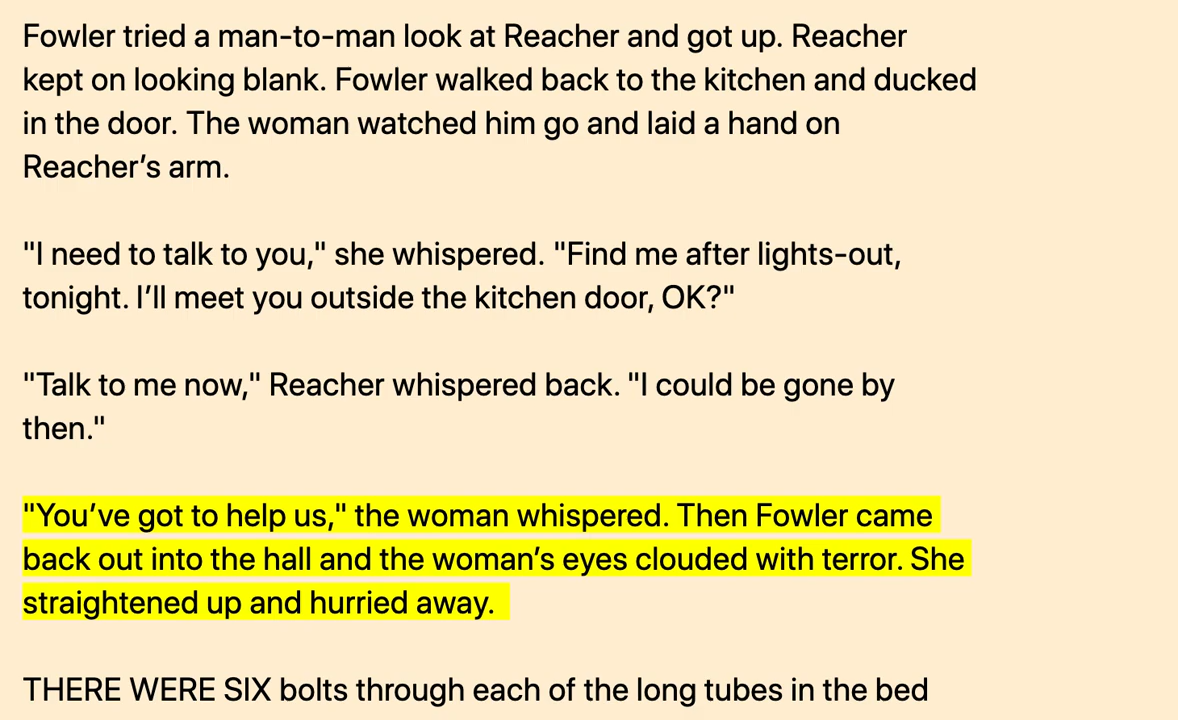 Fowler tried a man-to-man look at Reacher and got up. Reacher
kept on looking blank. Fowler walked back to the kitchen and ducked
in the door. The woman watched him go and laid a hand on
Reacher’s arm.
"I need to talk to you," she whispered. "Find me after lights-out,
tonight. I’ll meet you outside the kitchen door, OK?"
"Talk to me now," Reacher whispered back. "I could be gone by
then."
"You’ve got to help us," the woman whispered. Then Fowler came
back out into the hall and the woman’s eyes clouded with terror. She
straightened up and hurried away.
THERE WERE SIX bolts through each of the long tubes in the bed